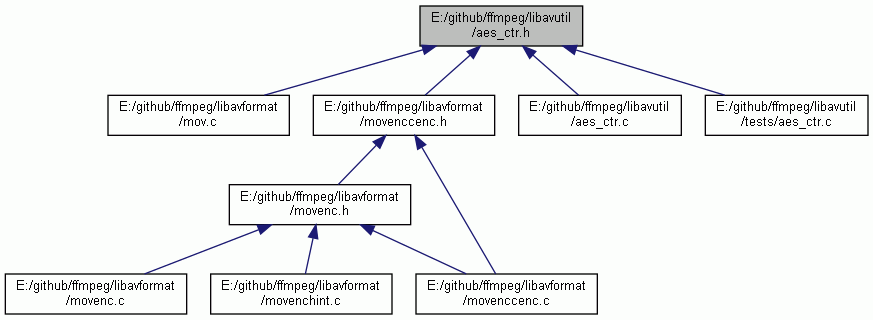 E:/github/ffmpeg/libavutil
/aes_ctr.h
E:/github/ffmpeg/libavformat
/mov.c
E:/github/ffmpeg/libavformat
/movenccenc.h
E:/github/ffmpeg/libavutil
/aes_ctr.c
E:/github/ffmpeg/libavutil
/tests/aes_ctr.c
E:/github/ffmpeg/libavformat
/movenc.h
E:/github/ffmpeg/libavformat
/movenc.c
E:/github/ffmpeg/libavformat
/movenchint.c
E:/github/ffmpeg/libavformat
/movenccenc.c